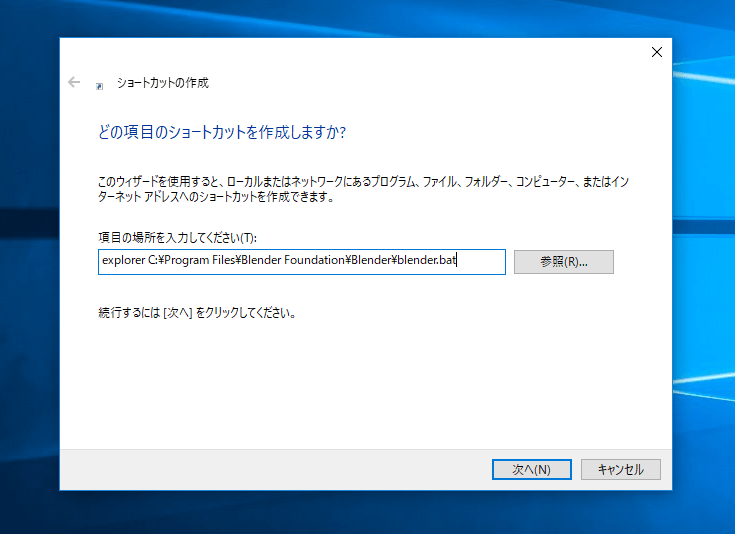 ショートカットの作成
どの項目のショートカットを作成しますか?
このウィザードを使用すると、ローカルまたはネットワークにあるプログラム、ファイル、フォルダー、コンピューター、またはイン
ターネット アドレスへのショートカットを作成できます。
項目の場所を入力してください(T):
explorer C:¥Program Files¥Blender Foundation¥Blender¥blender.bat
参照(R)...
続行するには [次へ] をクリックしてください。
次へ(N)
キャンセル